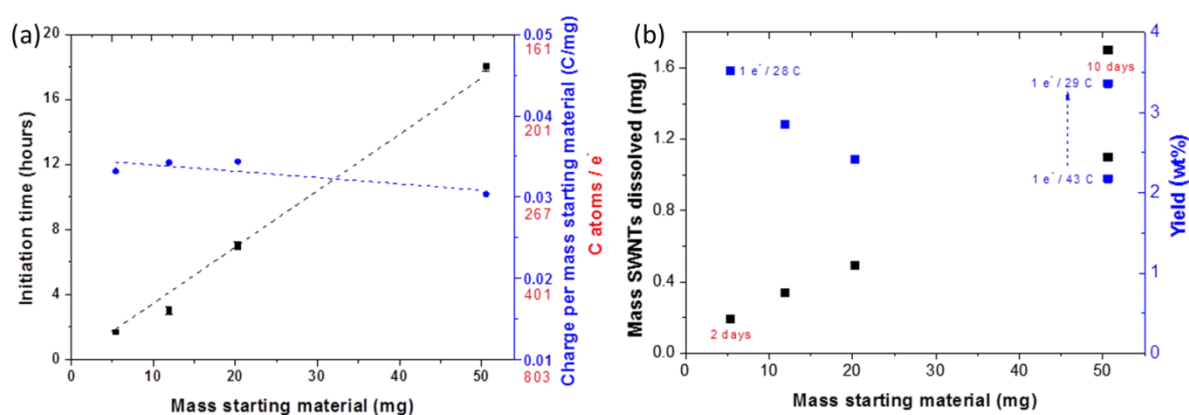 (a)
20
16
12
8
4
0
Initiation time (hours)
0 10 20 30 40 50
Mass starting material (mg)
0.05
161
0.04
201
0.03
267
0.02
401
0.01
803
Charge per mass starting material (C/mg)
C atoms / e-
(b)
1.6
1.2
0.8
0.4
0.0
Mass SWNTs dissolved (mg)
1 e- / 28 C
10 days
1 e- / 29 C
1 e- / 43 C
2 days
0 10 20 30 40 50
Mass starting material (mg)
4
3
2
1
0
Yield (wt%)